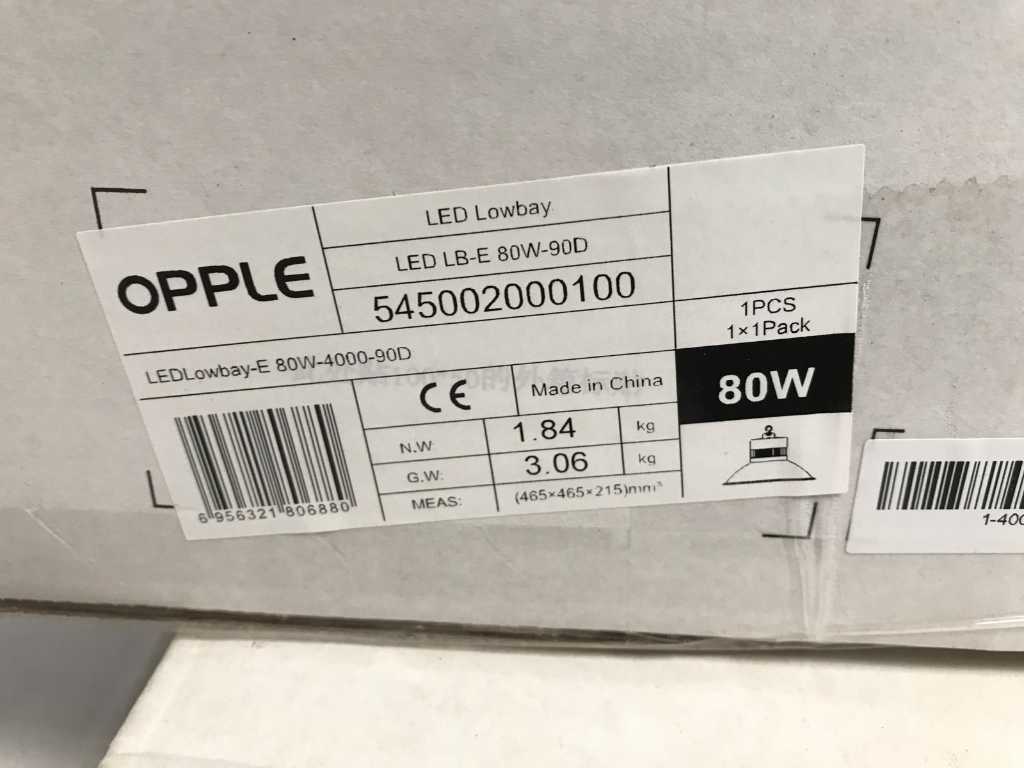 OPPLE
LED Lowbay
LED LB-E 80W-90D
545002000100
1PCS
1×1Pack
LEDLowbay-E 80W-4000-90D
CE
Made in China
80W
N.W:
1.84
kg
G.W:
3.06
kg
MEAS:
(465×465×215)mm³
6 956321 806880
1-400